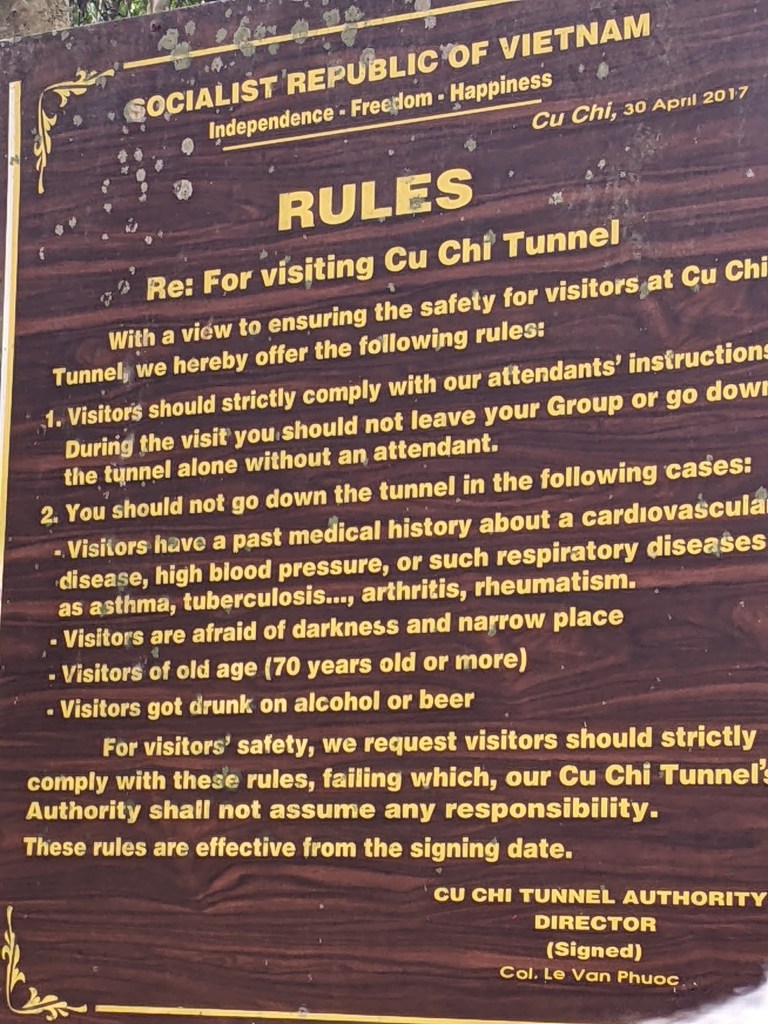 SOCIALIST REPUBLIC OF VIETNAM
Independence - Freedom - Happiness
Cu Chi, 30 April 2017
RULES
Re: For visiting Cu Chi Tunnel
With a view to ensuring the safety for visitors at Cu Chi
Tunnel, we hereby offer the following rules:
1. Visitors should strictly comply with our attendants' instructions
During the visit you should not leave your Group or go down
the tunnel alone without an attendant.
2. You should not go down the tunnel in the following cases:
- Visitors have a past medical history about a cardiovascular
disease, high blood pressure, or such respiratory diseases
as asthma, tuberculosis..., arthritis, rheumatism.
- Visitors are afraid of darkness and narrow place
- Visitors of old age (70 years old or more)
- Visitors got drunk on alcohol or beer
For visitors' safety, we request visitors should strictly
comply with these rules, failing which, our Cu Chi Tunnel's
Authority shall not assume any responsibility.
These rules are effective from the signing date.
CU CHI TUNNEL AUTHORITY
DIRECTOR
(Signed)
Col. Le Van Phuoc